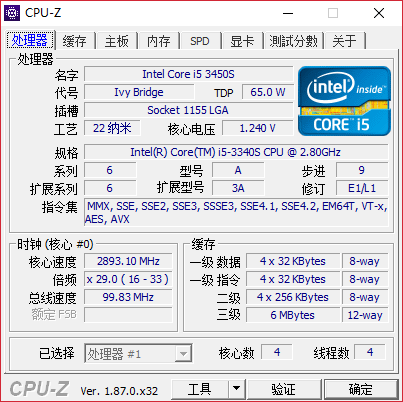 CPU-Z
处理器 缓存 主板 内存 SPD 显卡 測試分數 关于
处理器
名字 Intel Core i5 3450S
代号 Ivy Bridge TDP 65.0 W
插槽 Socket 1155 LGA
工艺 22 纳米 核心电压 1.240 V
intel inside™
CORE™ i5
规格 Intel(R) Core(TM) i5-3340S CPU @ 2.80GHz
系列 6 型号 A 步进 9
扩展系列 6 扩展型号 3A 修订 E1/L1
指令集 MMX, SSE, SSE2, SSE3, SSSE3, SSE4.1, SSE4.2, EM64T, VT-x,
AES, AVX
时钟 (核心 #0)
核心速度 2893.10 MHz
倍频 x 29.0 (16 - 33)
总线速度 99.83 MHz
额定 FSB
缓存
一级 数据 4 x 32 KBytes 8-way
一级 指令 4 x 32 KBytes 8-way
二级 4 x 256 KBytes 8-way
三级 6 MBytes 12-way
已选择 处理器 #1 核心数 4 线程数 4
CPU-Z Ver. 1.87.0.x32 工具 验证 确定